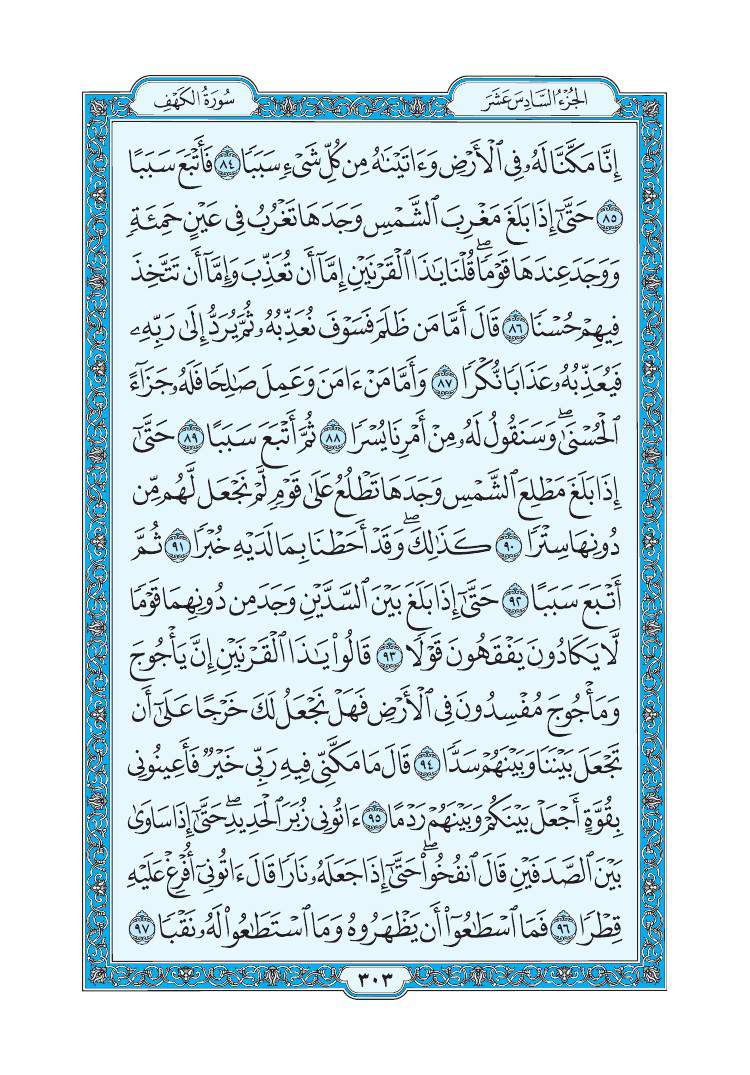 الجُزْءُ السَّادِسَ عَشَرَ
سُورَةُ الكَهْفِ
إِنَّا مَكَّنَّا لَهُۥ فِى ٱلْأَرْضِ وَءَاتَيْنَٰهُ مِن كُلِّ شَىْءٍ سَبَبًا ٨٤ فَأَتْبَعَ سَبَبًا
٨٥ حَتَّىٰٓ إِذَا بَلَغَ مَغْرِبَ ٱلشَّمْسِ وَجَدَهَا تَغْرُبُ فِى عَيْنٍ حَمِئَةٍ
وَوَجَدَ عِندَهَا قَوْمًاۖ قُلْنَا يَٰذَا ٱلْقَرْنَيْنِ إِمَّآ أَن تُعَذِّبَ وَإِمَّآ أَن تَتَّخِذَ
فِيهِمْ حُسْنًا ٨٦ قَالَ أَمَّا مَن ظَلَمَ فَسَوْفَ نُعَذِّبُهُۥ ثُمَّ يُرَدُّ إِلَىٰ رَبِّهِۦ
فَيُعَذِّبُهُۥ عَذَابًا نُّكْرًا ٨٧ وَأَمَّا مَنْ ءَامَنَ وَعَمِلَ صَٰلِحًا فَلَهُۥ جَزَآءً
ٱلْحُسْنَىٰۖ وَسَنَقُولُ لَهُۥ مِنْ أَمْرِنَا يُسْرًا ٨٨ ثُمَّ أَتْبَعَ سَبَبًا ٨٩ حَتَّىٰٓ
إِذَا بَلَغَ مَطْلِعَ ٱلشَّمْسِ وَجَدَهَا تَطْلُعُ عَلَىٰ قَوْمٍ لَّمْ نَجْعَل لَّهُم مِّن
دُونِهَا سِتْرًا ٩٠ كَذَٰلِكَۖ وَقَدْ أَحَطْنَا بِمَا لَدَيْهِ خُبْرًا ٩١ ثُمَّ
أَتْبَعَ سَبَبًا ٩٢ حَتَّىٰٓ إِذَا بَلَغَ بَيْنَ ٱلسَّدَّيْنِ وَجَدَ مِن دُونِهِمَا قَوْمًا
لَّا يَكَادُونَ يَفْقَهُونَ قَوْلًا ٩٣ قَالُوا۟ يَٰذَا ٱلْقَرْنَيْنِ إِنَّ يَأْجُوجَ
وَمَأْجُوجَ مُفْسِدُونَ فِى ٱلْأَرْضِ فَهَلْ نَجْعَلُ لَكَ خَرْجًا عَلَىٰٓ أَن
تَجْعَلَ بَيْنَنَا وَبَيْنَهُمْ سَدًّا ٩٤ قَالَ مَا مَكَّنِّى فِيهِ رَبِّى خَيْرٌ فَأَعِينُونِى
بِقُوَّةٍ أَجْعَلْ بَيْنَكُمْ وَبَيْنَهُمْ رَدْمًا ٩٥ ءَاتُونِى زُبَرَ ٱلْحَدِيدِۖ حَتَّىٰٓ إِذَا سَاوَىٰ
بَيْنَ ٱلصَّدَفَيْنِ قَالَ ٱنفُخُوا۟ۖ حَتَّىٰٓ إِذَا جَعَلَهُۥ نَارًا قَالَ ءَاتُونِىٓ أُفْرِغْ عَلَيْهِ
قِطْرًا ٩٦ فَمَا ٱسْطَٰعُوٓا۟ أَن يَظْهَرُوهُ وَمَا ٱسْتَطَٰعُوا۟ لَهُۥ نَقْبًا ٩٧
٣٠٣